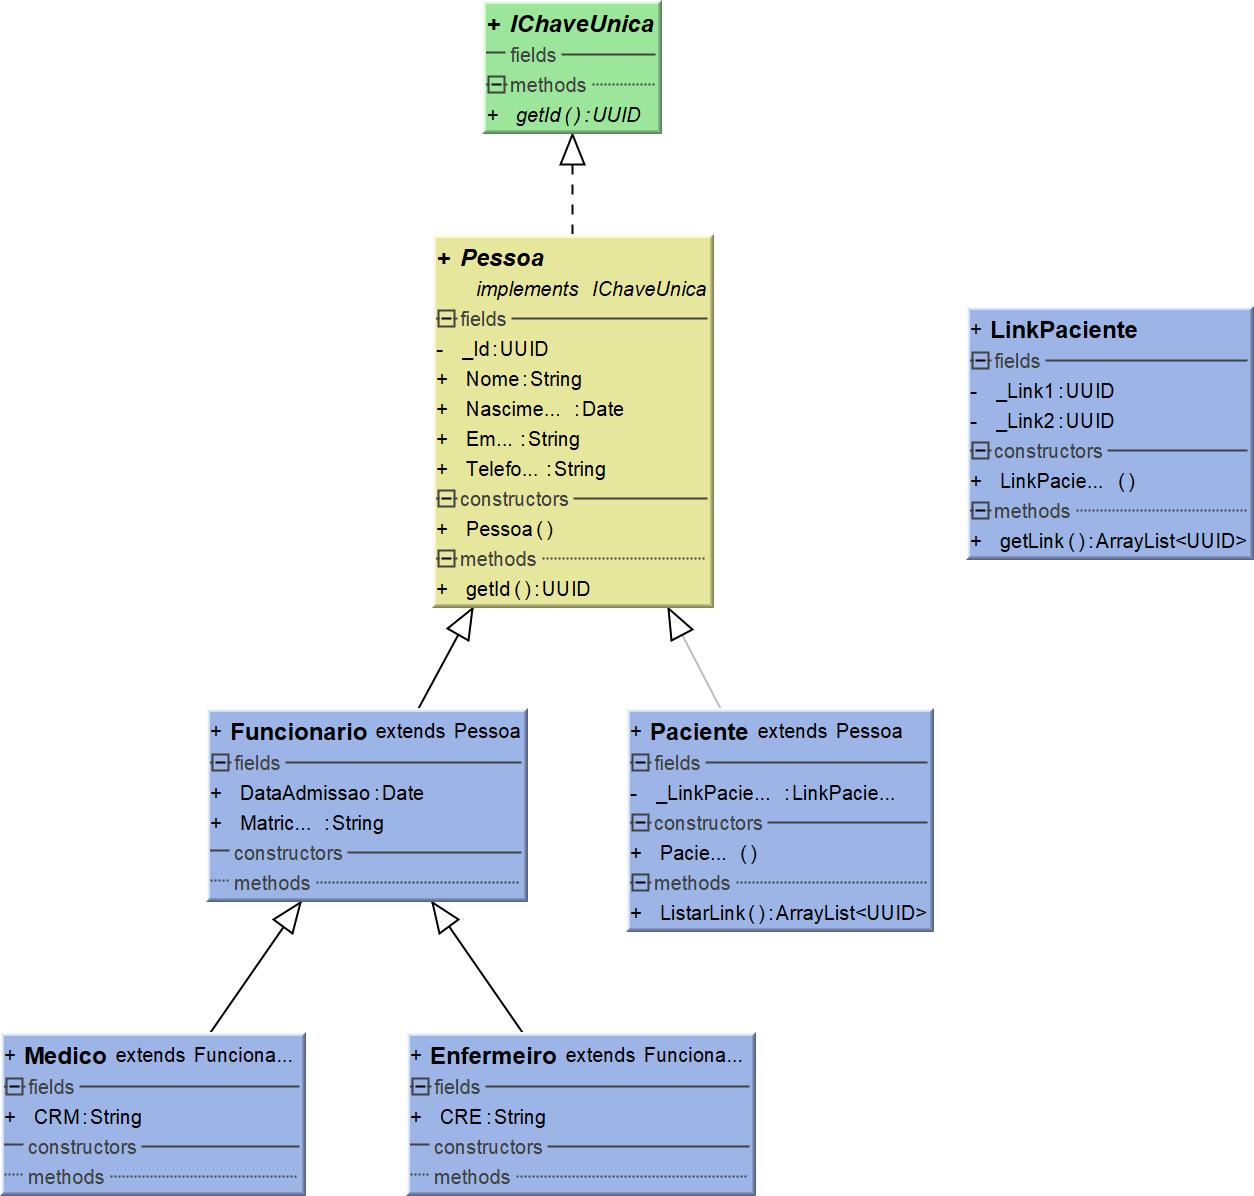 + IChaveUnica
fields
methods
+ getId ( ) : UUID
+ Pessoa
implements IChaveUnica
fields
- _Id : UUID
+ Nome : String
+ Nascime... : Date
+ Em... : String
+ Telefo... : String
constructors
+ Pessoa ( )
methods
+ getId ( ) : UUID
+ LinkPaciente
fields
- _Link1 : UUID
- _Link2 : UUID
constructors
+ LinkPacie... ( )
methods
+ getLink ( ) : ArrayList<UUID>
+ Funcionario extends Pessoa
fields
+ DataAdmissao : Date
+ Matric... : String
constructors
methods
+ Paciente extends Pessoa
fields
- _LinkPacie... : LinkPacie...
constructors
+ Pacie... ( )
methods
+ ListarLink ( ) : ArrayList<UUID>
+ Medico extends Funciona...
fields
+ CRM : String
constructors
methods
+ Enfermeiro extends Funciona...
fields
+ CRE : String
constructors
methods